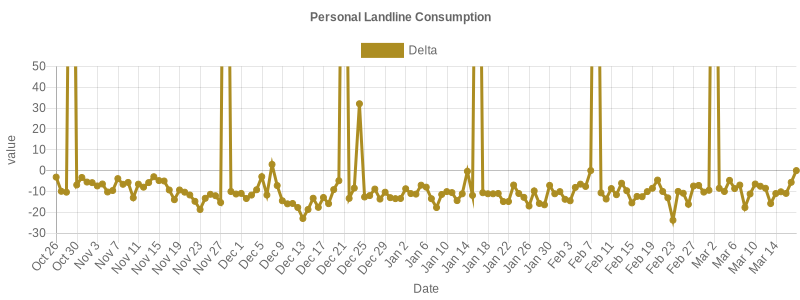 Personal Landline Consumption
Delta
value
50
40
30
20
10
0
-10
-20
-30
Oct 26
Oct 30
Nov 3
Nov 7
Nov 11
Nov 15
Nov 19
Nov 23
Nov 27
Dec 1
Dec 5
Dec 9
Dec 13
Dec 17
Dec 21
Dec 25
Dec 29
Jan 2
Jan 6
Jan 10
Jan 14
Jan 18
Jan 22
Jan 26
Jan 30
Feb 3
Feb 7
Feb 11
Feb 15
Feb 19
Feb 23
Feb 27
Mar 2
Mar 6
Mar 10
Mar 14
Date